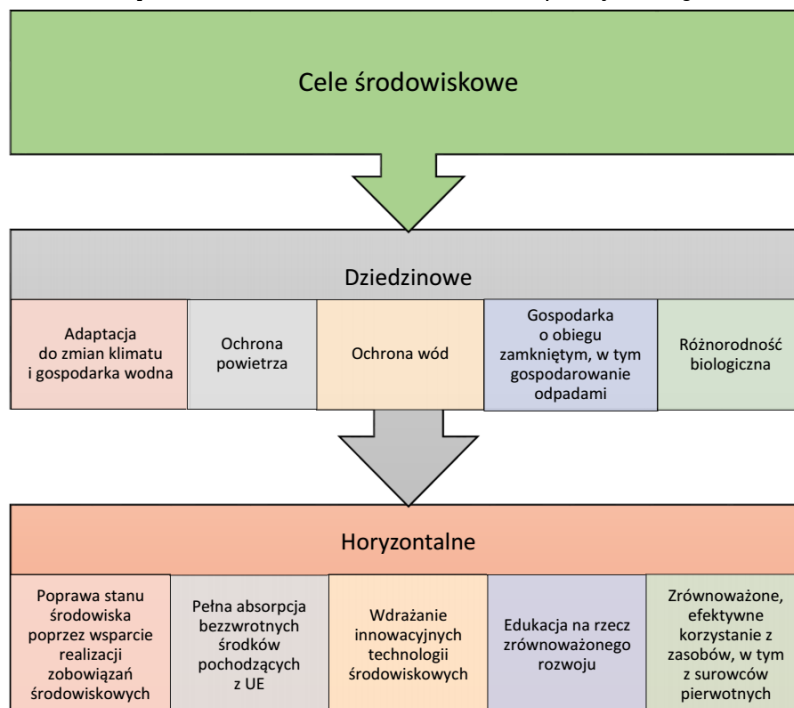 Cele środowiskowe
Dziedzinowe
Adaptacja
do zmian klimatu
i gospodarka wodna
Ochrona
powietrza
Ochrona wód
Gospodarka
o obiegu
zamkniętym, w tym
gospodarowanie
odpadami
Różnorodność
biologiczna
Horyzontalne
Poprawa stanu
środowiska
poprzez wsparcie
realizacji
zobowiązań
środowiskowych
Pełna absorpcja
bezzwrotnych
środków
pochodzących
z UE
Wdrażanie
innowacyjnych
technologii
środowiskowych
Edukacja na rzecz
zrównoważonego
rozwoju
Zrównoważone,
efektywne
korzystanie z
zasobów, w tym
z surowców
pierwotnych